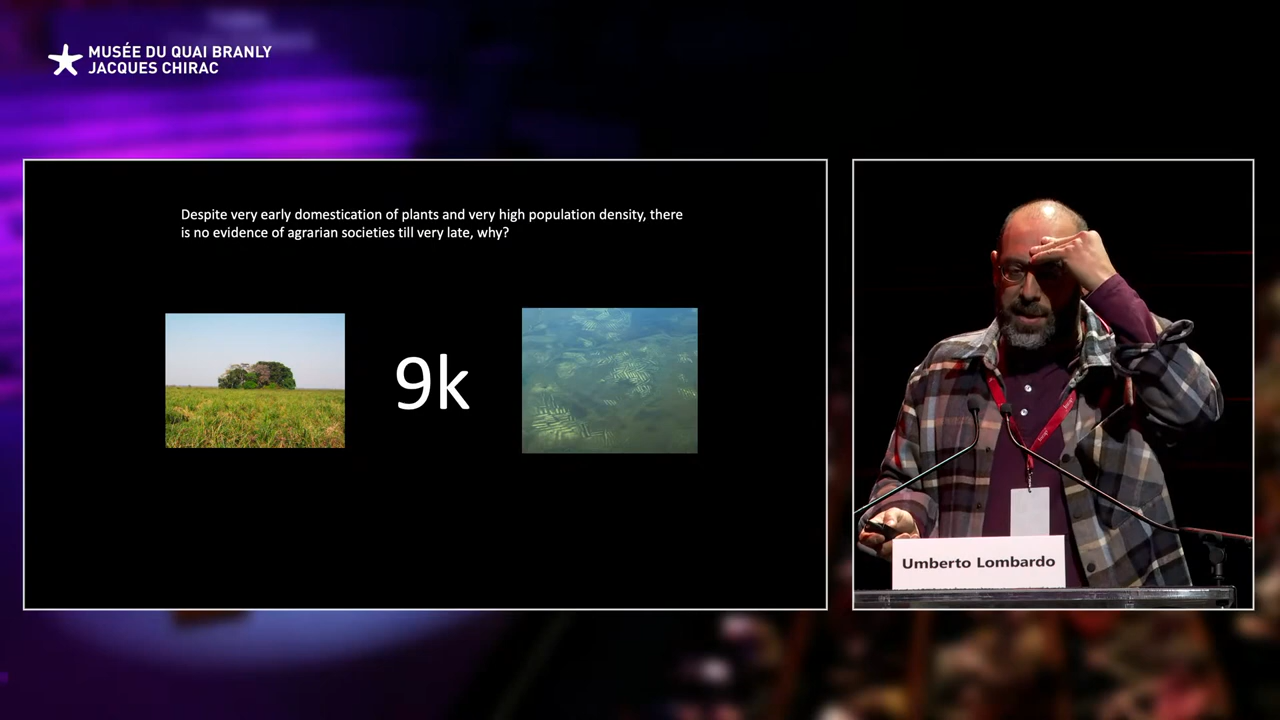 MUSÉE DU QUAI BRANLY
JACQUES CHIRAC
Despite very early domestication of plants and very high population density, there
is no evidence of agrarian societies till very late, why?
9k
Umberto Lombardo